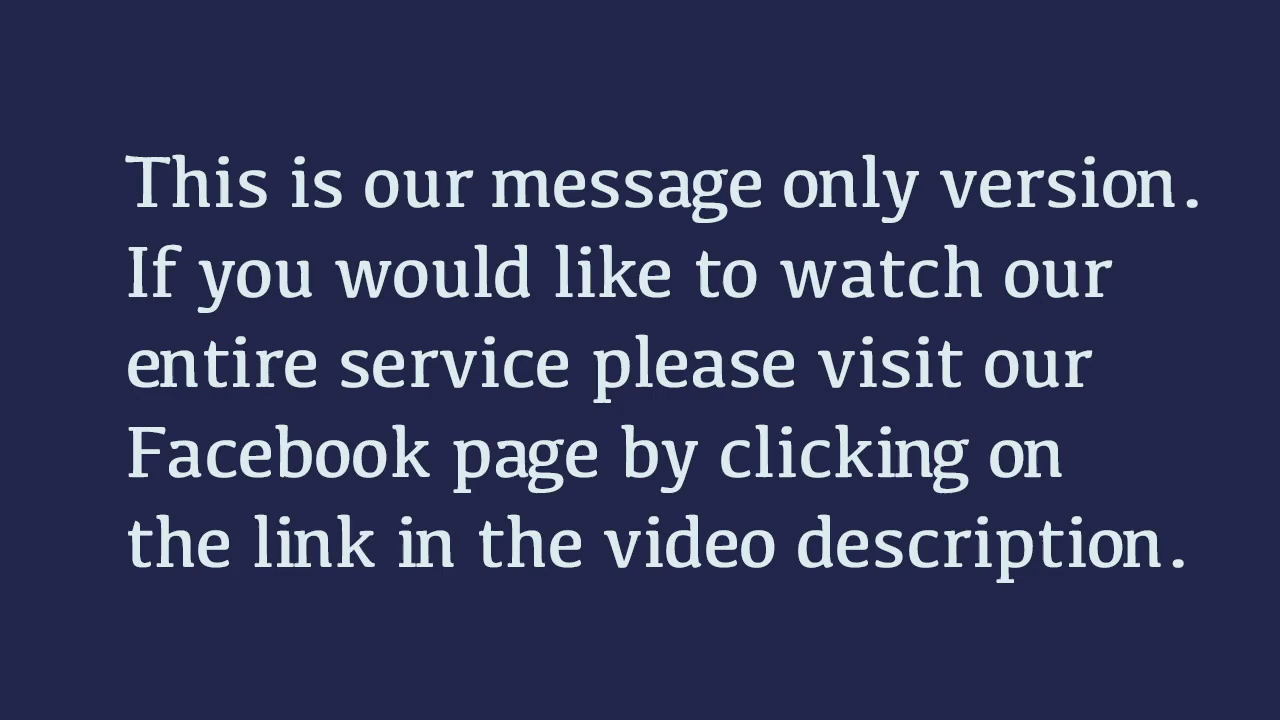 This is our message only version.
If you would like to watch our
entire service please visit our
Facebook page by clicking on
the link in the video description.